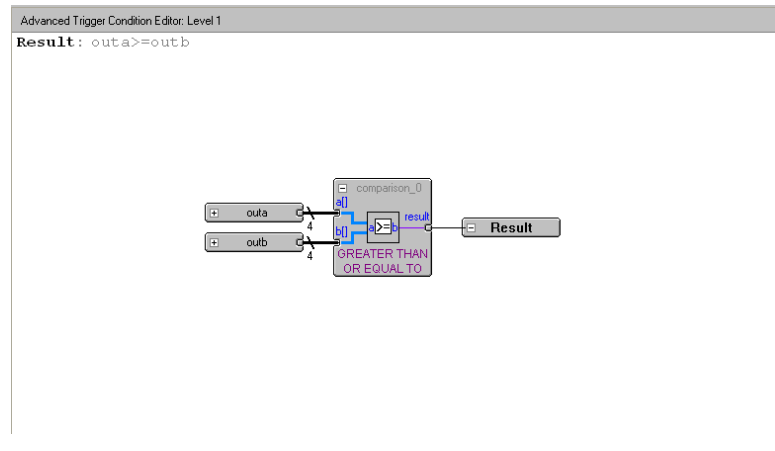 Advanced Trigger Condition Editor: Level 1
Result: outa>=outb
comparison_0
a[]
outa
4
result
a>=b
b[]
outb
4
Result
GREATER THAN
OR EQUAL TO